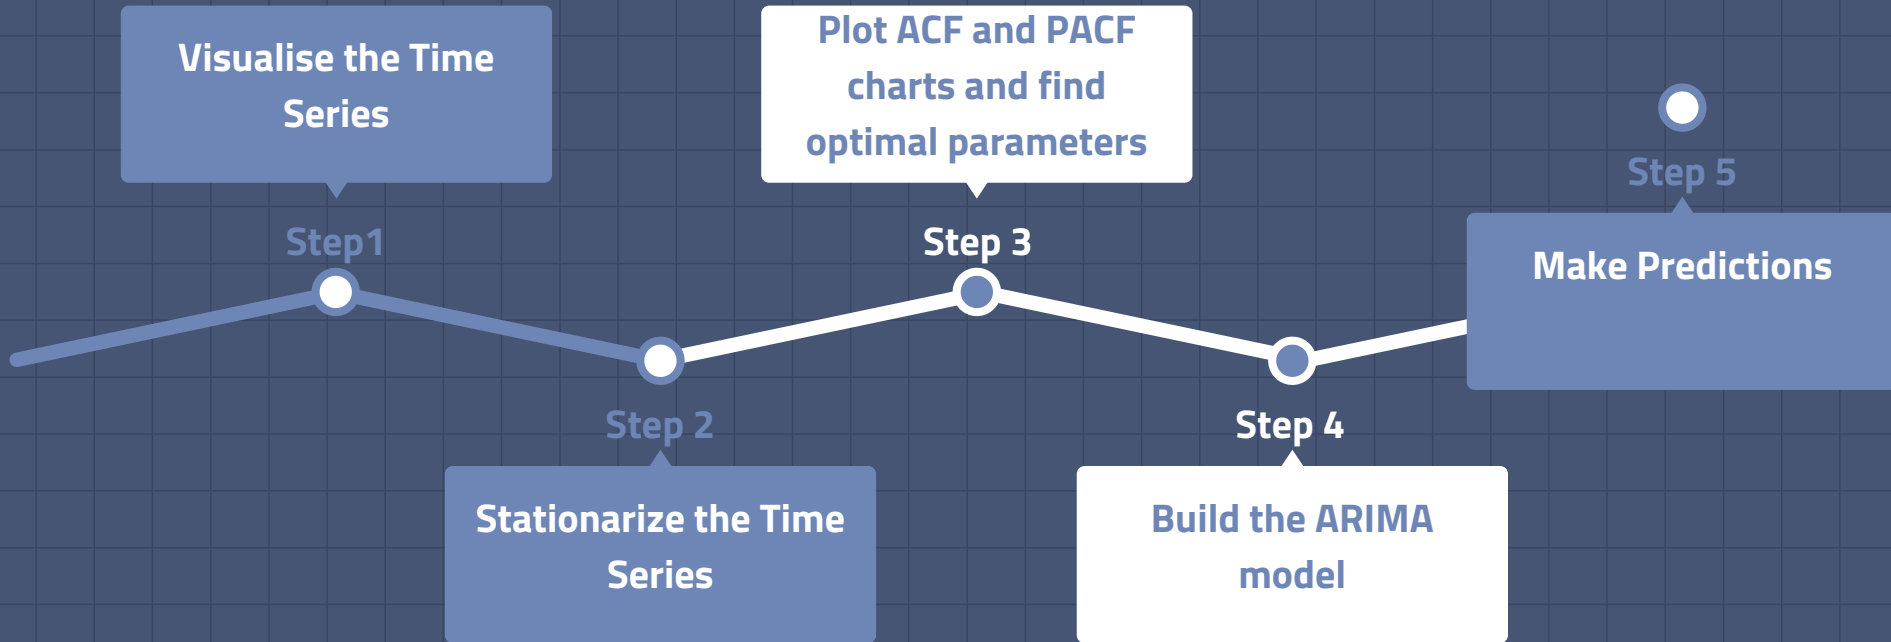 Visualise the Time
Series
Step1
Step 2
Stationarize the Time
Series
Plot ACF and PACF
charts and find
optimal parameters
Step 3
Step 4
Build the ARIMA
model
Step 5
Make Predictions